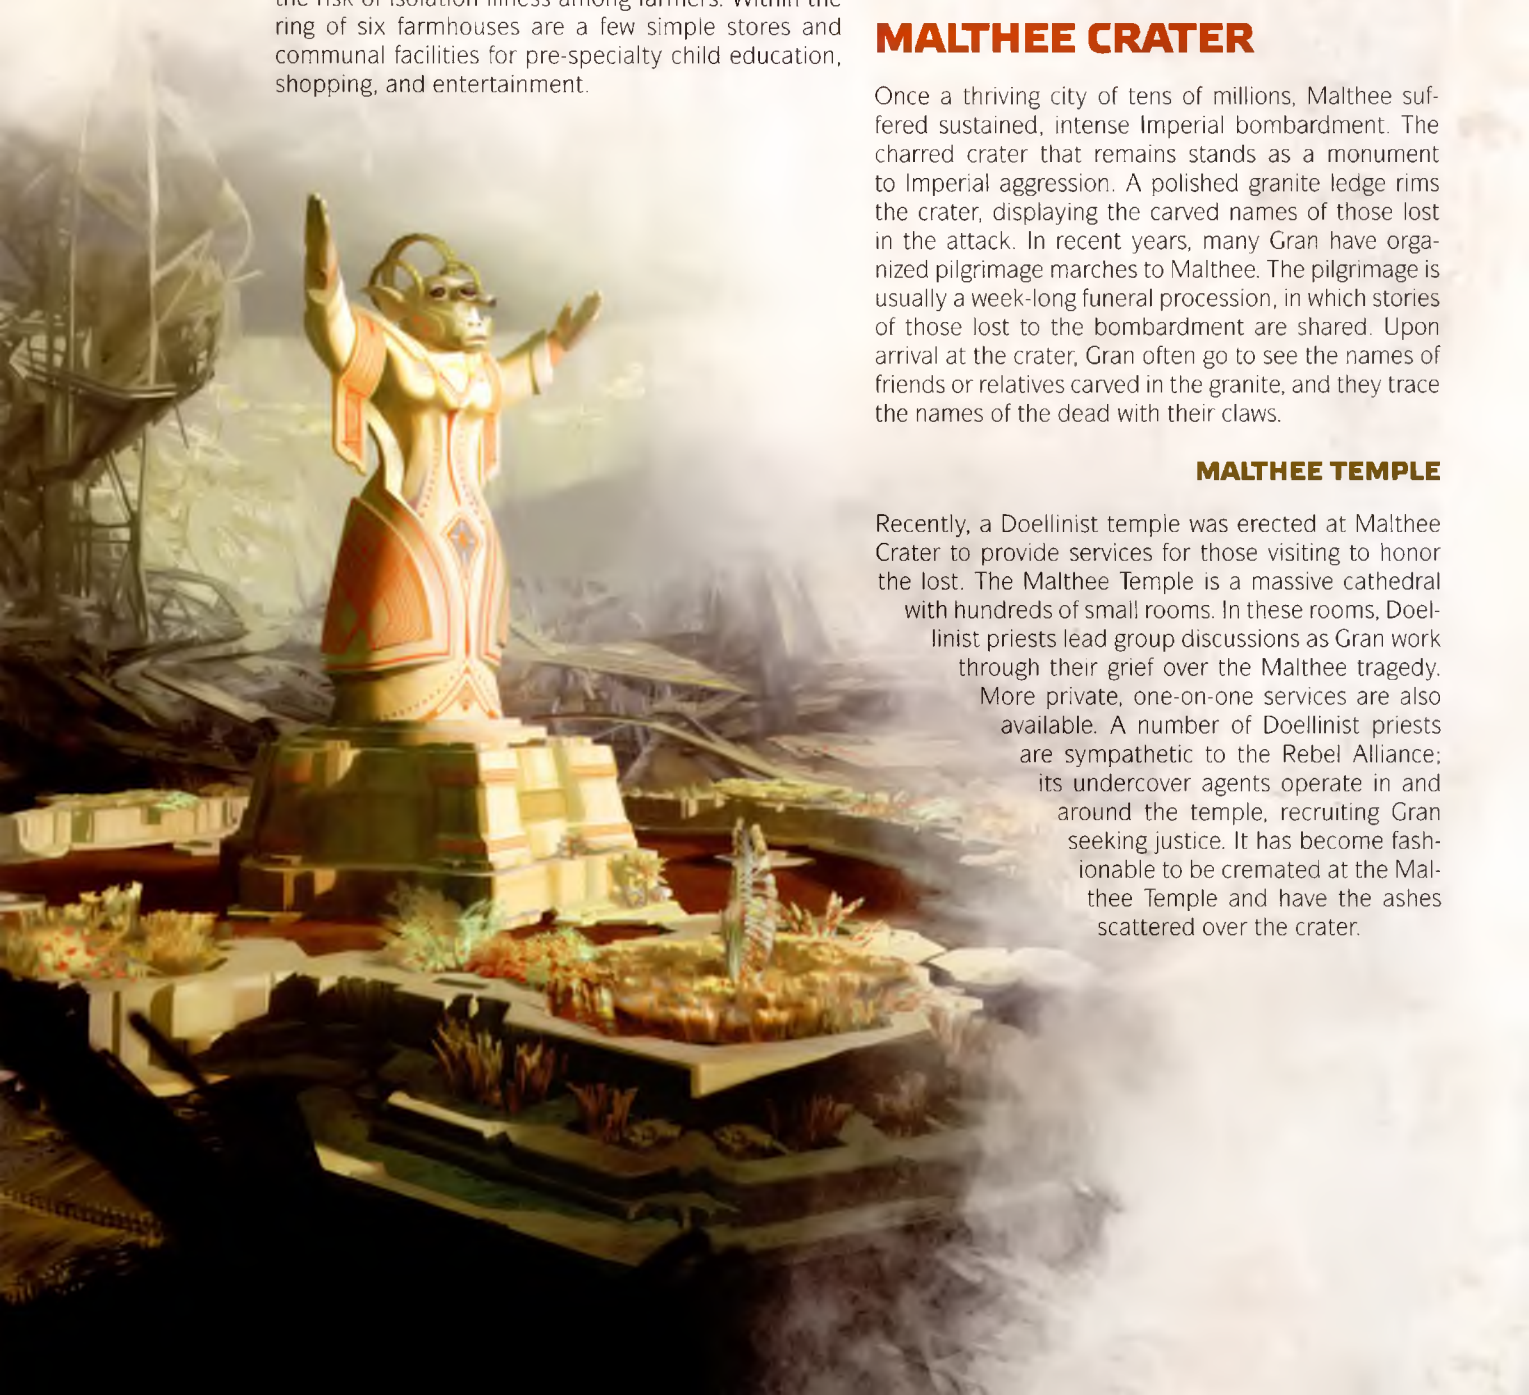 the risk of isolation illness among farmers. Within the
ring of six farmhouses are a few simple stores and
communal facilities for pre-specialty child education,
shopping, and entertainment.
MALTHEE CRATER
Once a thriving city of tens of millions, Malthee suf-
fered sustained, intense Imperial bombardment. The
charred crater that remains stands as a monument
to Imperial aggression. A polished granite ledge rims
the crater, displaying the carved names of those lost
in the attack. In recent years, many Gran have orga-
nized pilgrimage marches to Malthee. The pilgrimage is
usually a week-long funeral procession, in which stories
of those lost to the bombardment are shared. Upon
arrival at the crater, Gran often go to see the names of
friends or relatives carved in the granite, and they trace
the names of the dead with their claws.
MALTHEE TEMPLE
Recently, a Doellinist temple was erected at Malthee
Crater to provide services for those visiting to honor
the lost. The Malthee Temple is a massive cathedral
with hundreds of small rooms. In these rooms, Doel-
linist priests lead group discussions as Gran work
through their grief over the Malthee tragedy.
More private, one-on-one services are also
available. A number of Doellinist priests
are sympathetic to the Rebel Alliance;
its undercover agents operate in and
around the temple, recruiting Gran
seeking justice. It has become fash-
ionable to be cremated at the Mal-
thee Temple and have the ashes
scattered over the crater.